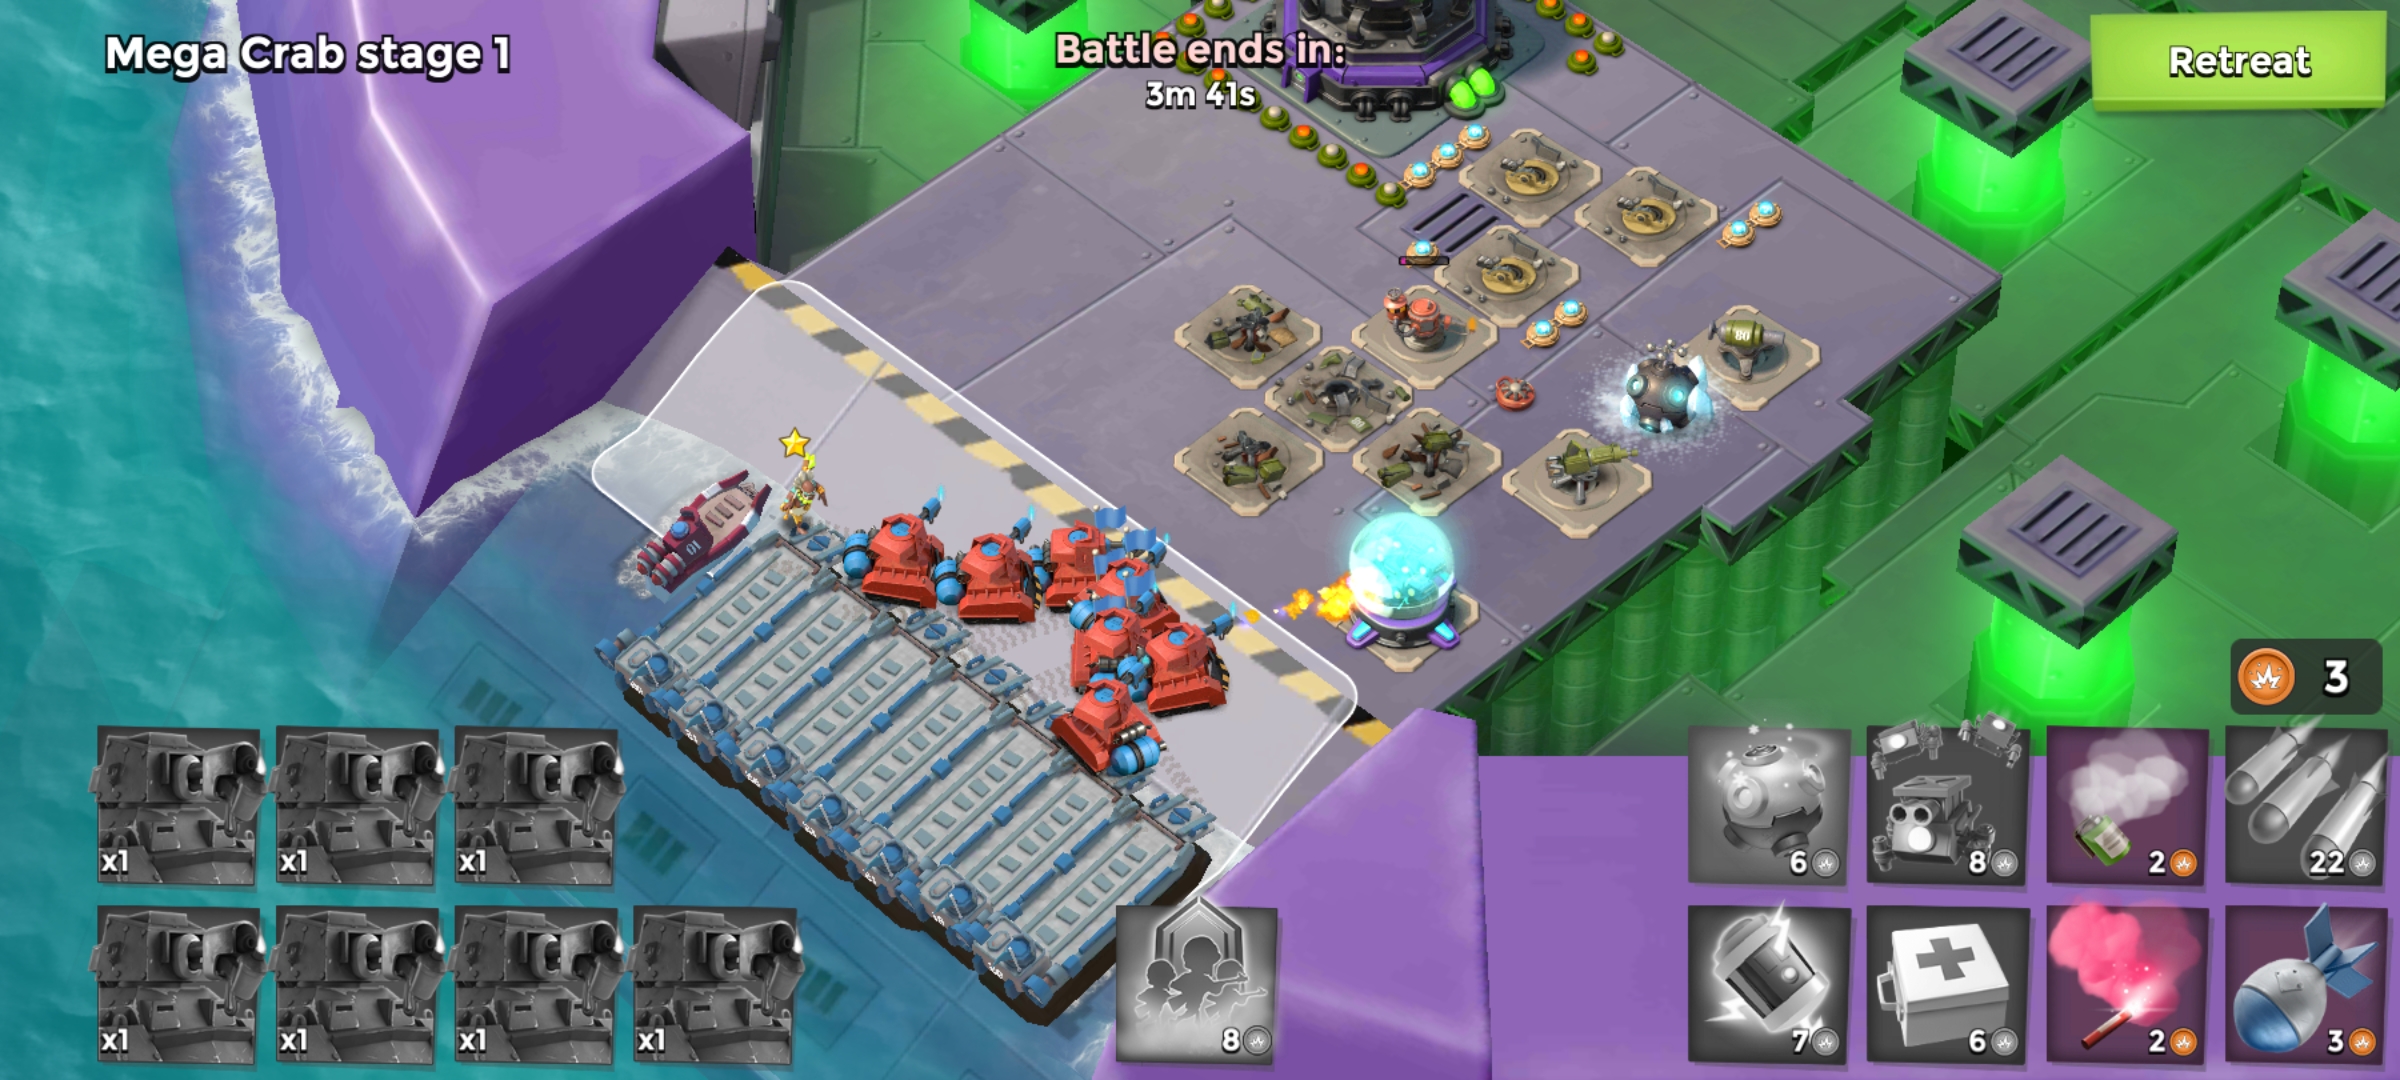 Mega Crab stage 1
Battle ends in:
3m 41s
Retreat
3
x1
x1
x1
6
8
2
22
x1
x1
x1
x1
8
7
6
2
3